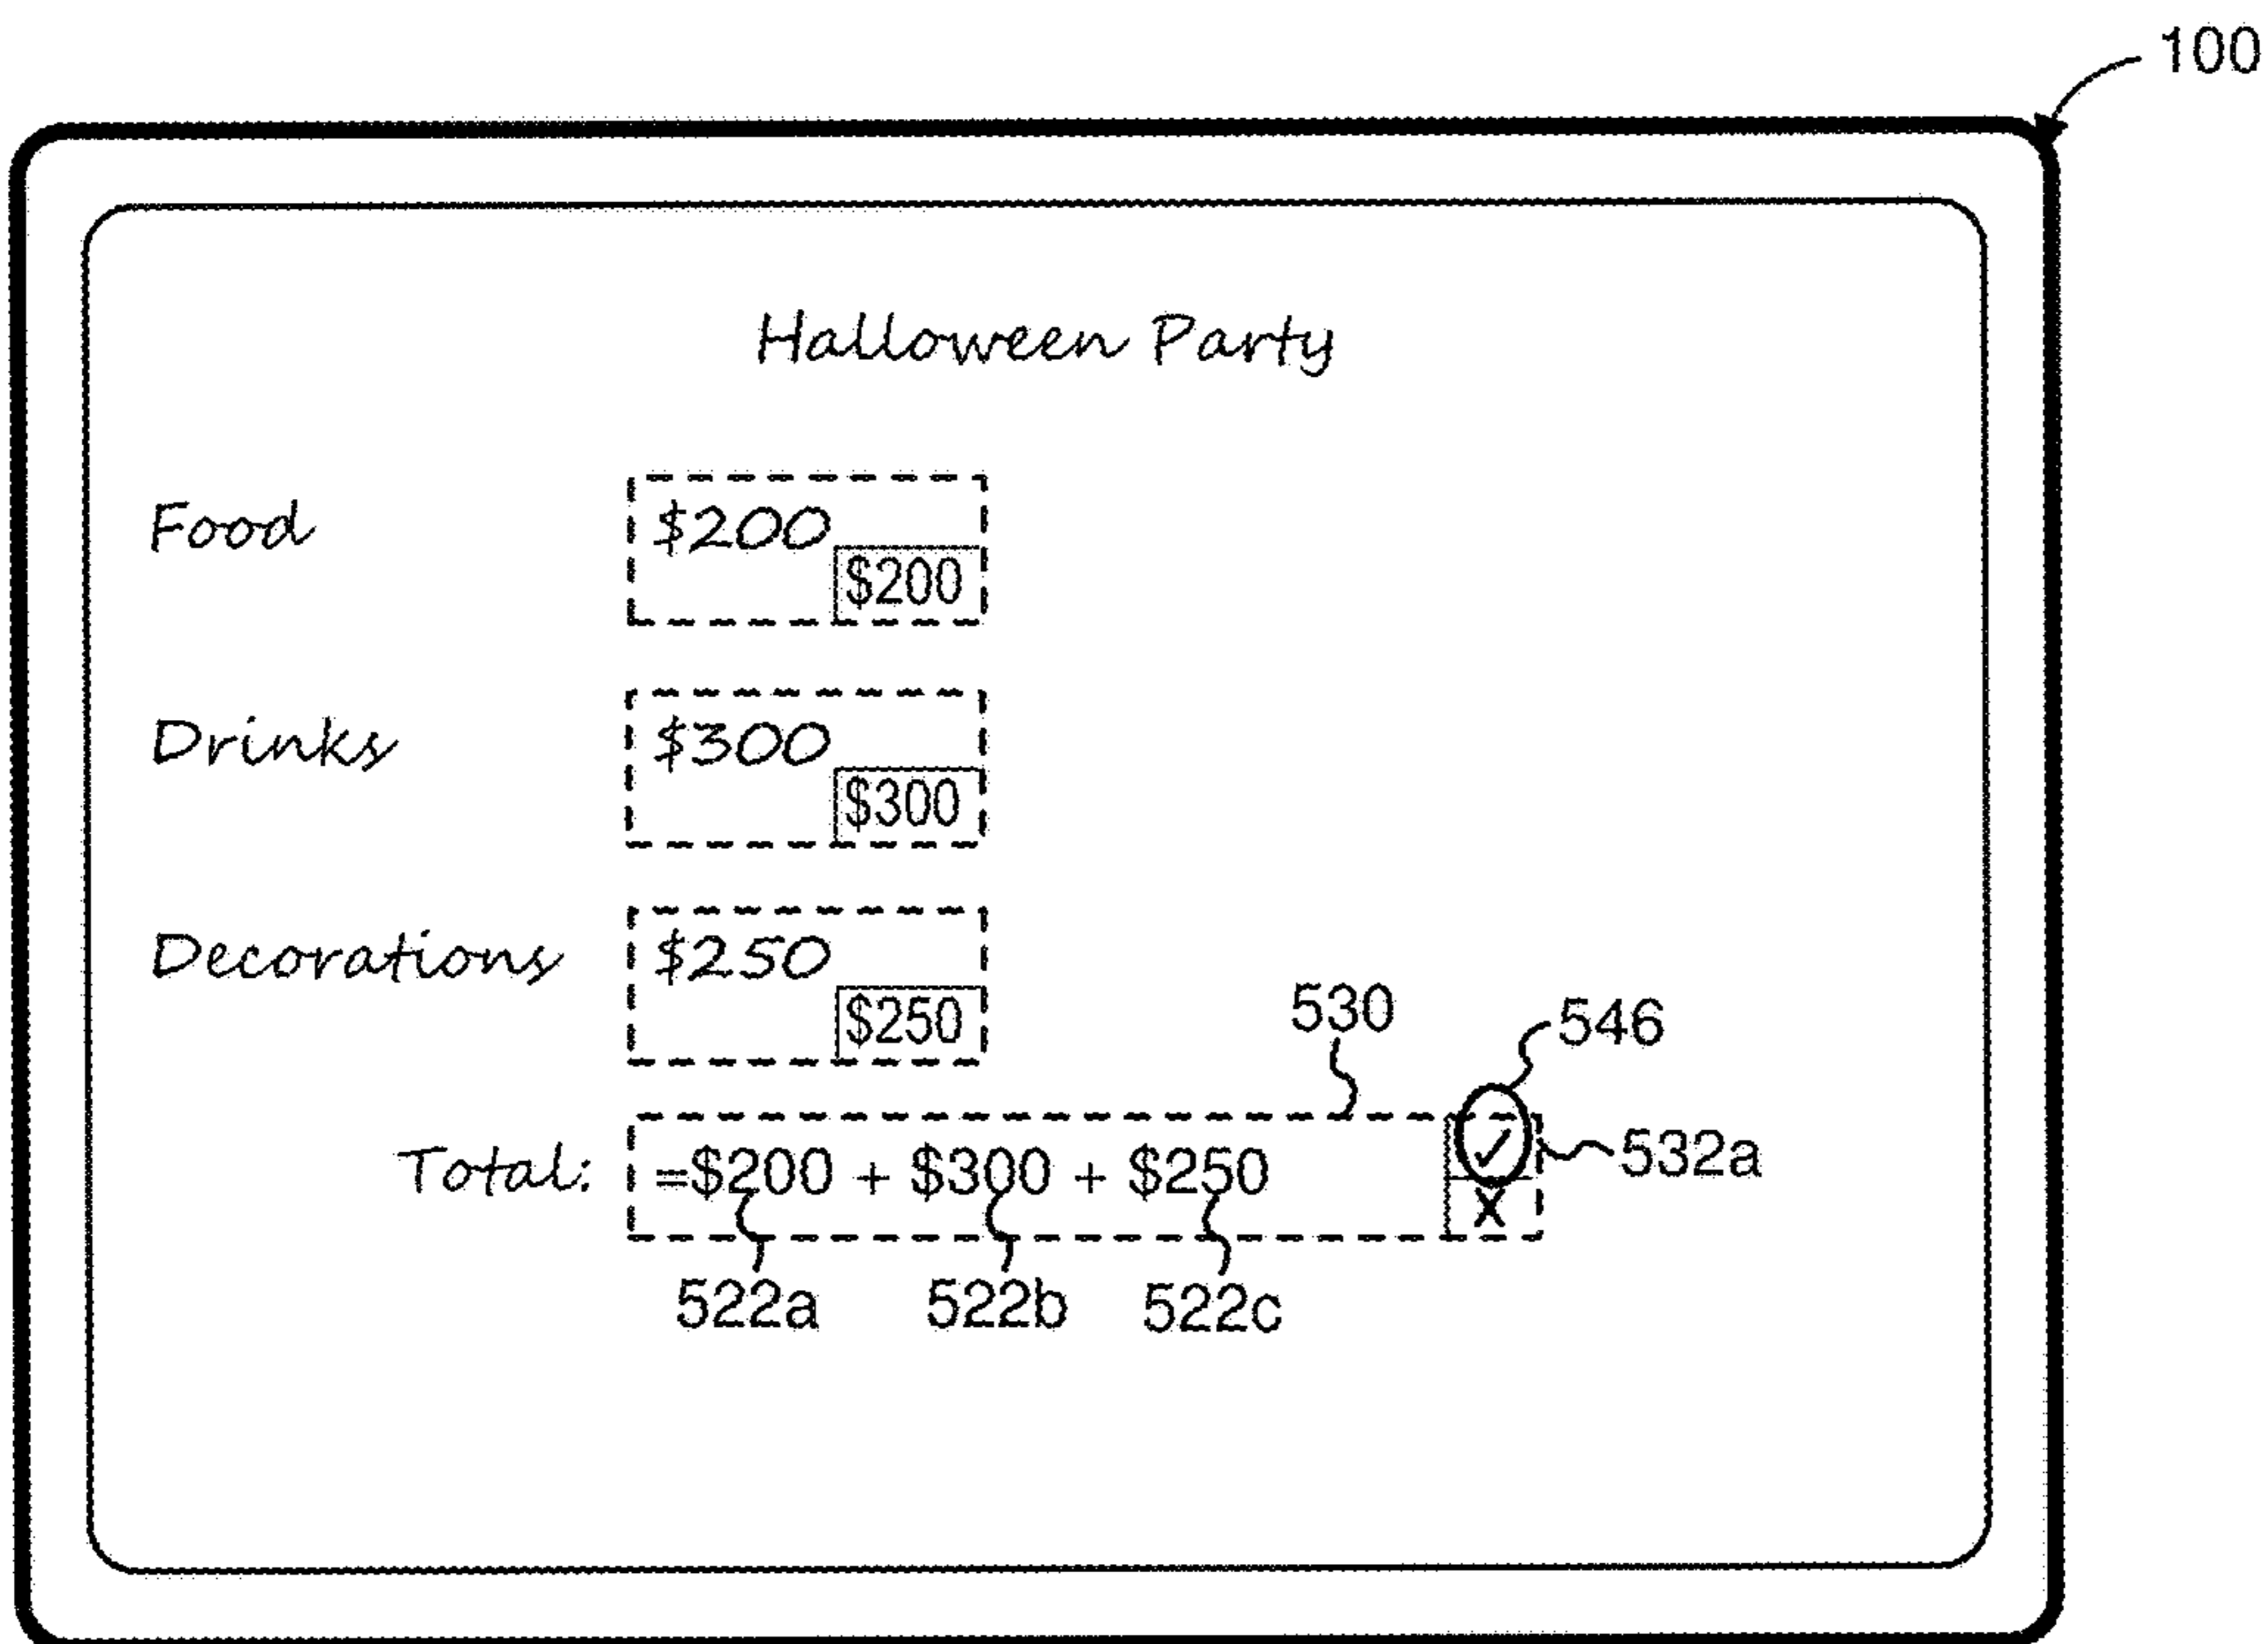 100
Halloween Party
Food $200
$200
Drinks $300
$300
Decorations $250
$250
530 546
Total: =$200 + $300 + $250 ✓ 532a
X
522a 522b 522c